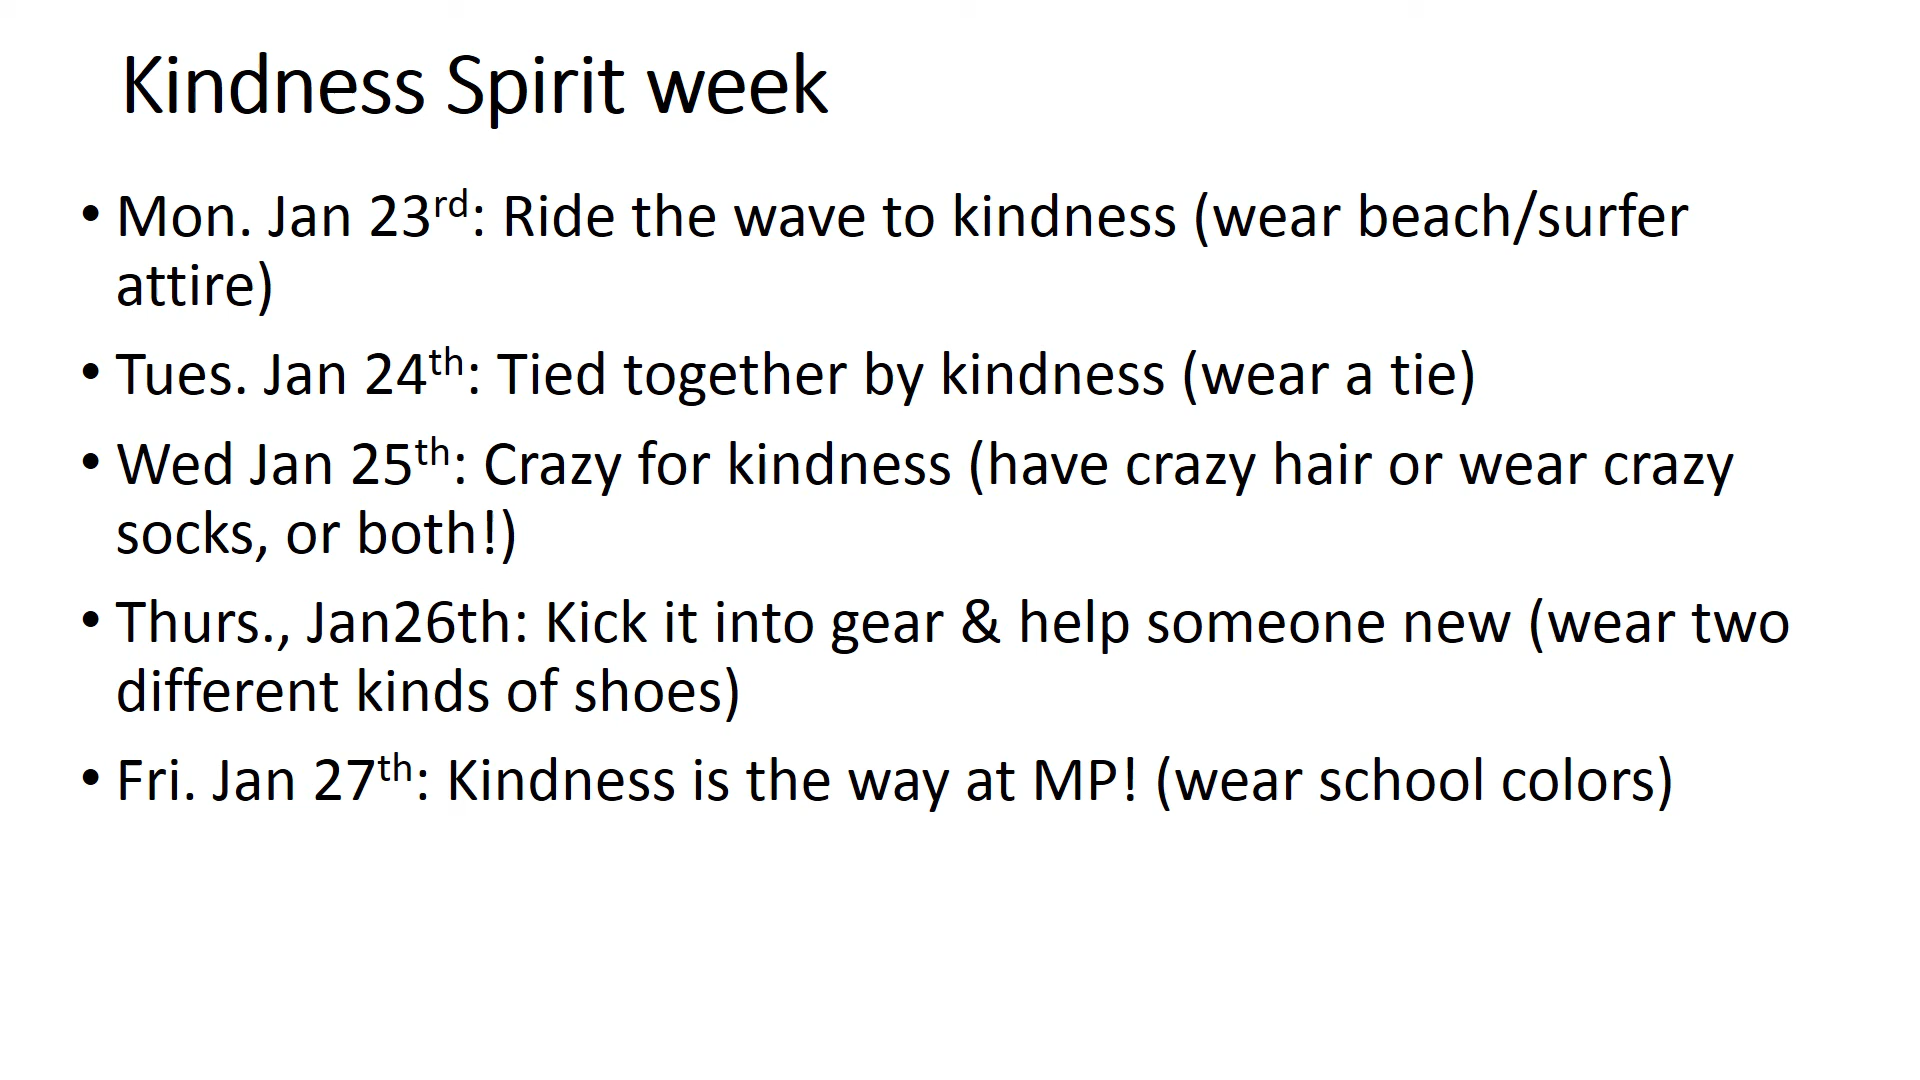 Kindness Spirit week
• Mon. Jan 23rd: Ride the wave to kindness (wear beach/surfer
attire)
• Tues. Jan 24th: Tied together by kindness (wear a tie)
• Wed Jan 25th: Crazy for kindness (have crazy hair or wear crazy
socks, or both!)
• Thurs., Jan26th: Kick it into gear & help someone new (wear two
different kinds of shoes)
• Fri. Jan 27th: Kindness is the way at MP! (wear school colors)